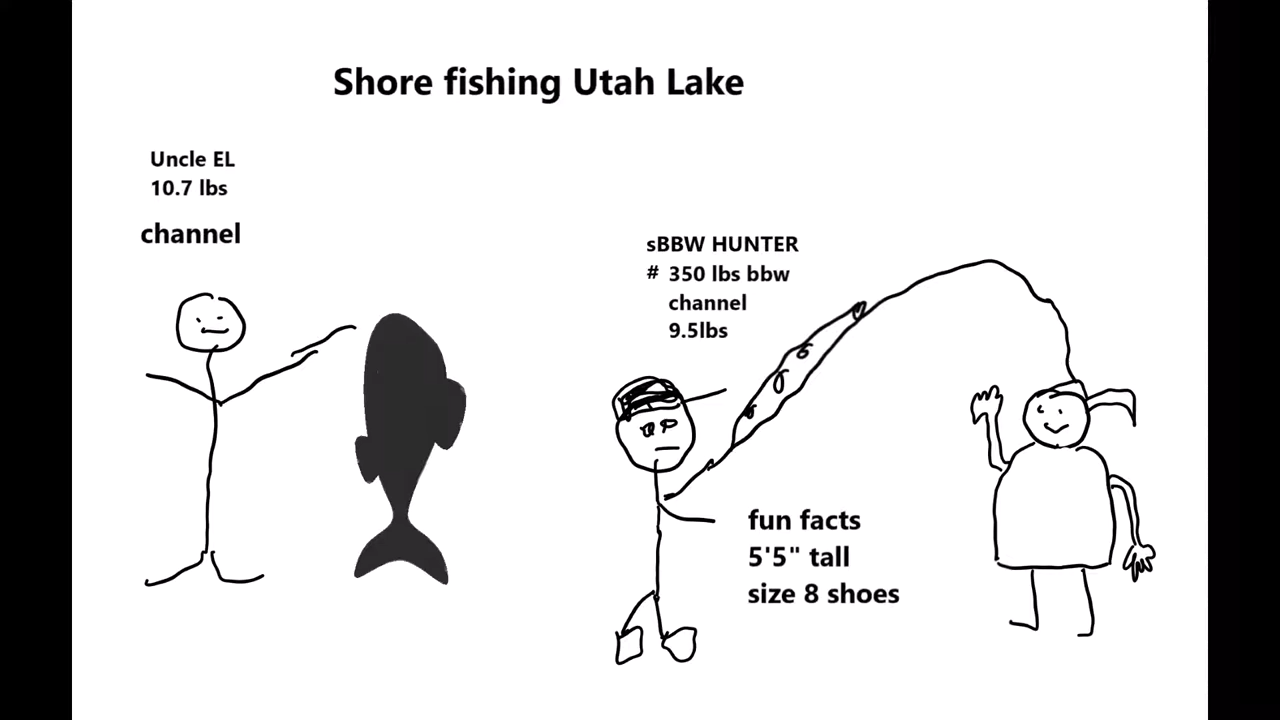 Shore fishing Utah Lake
Uncle EL
10.7 lbs
channel
sBBW HUNTER
# 350 lbs bbw
channel
9.5lbs
fun facts
5'5" tall
size 8 shoes